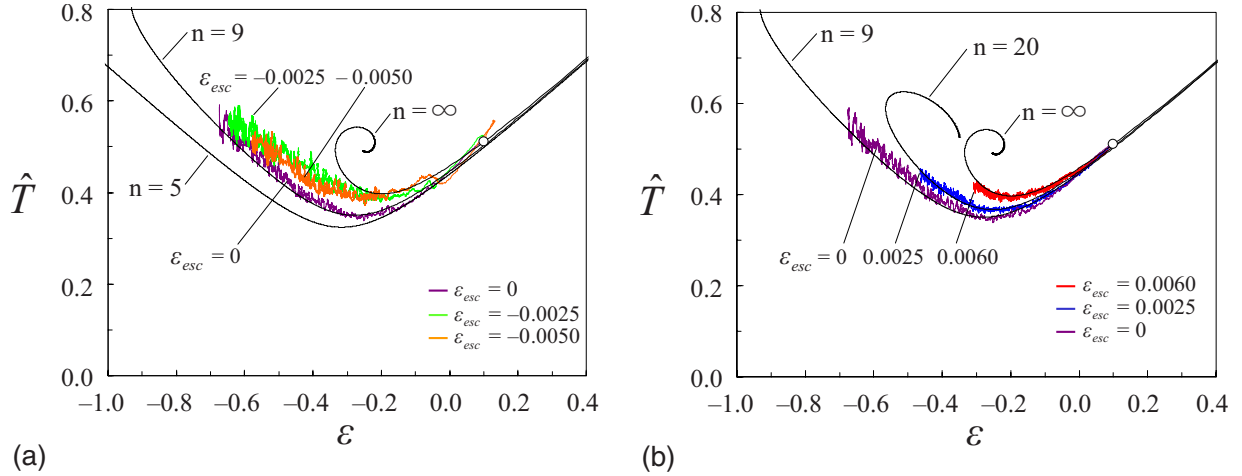 0.8
n = 9
ε_esc = –0.0025 – 0.0050
0.6
n = ∞
T̂
0.4
n = 5
ε_esc = 0
0.2
ε_esc = 0
ε_esc = –0.0025
ε_esc = –0.0050
0.0
–1.0 –0.8 –0.6 –0.4 –0.2 0.0 0.2 0.4
ε
(a)
0.8
n = 9
n = 20
0.6
n = ∞
T̂
0.4
ε_esc = 0 0.0025 0.0060
0.2
ε_esc = 0.0060
ε_esc = 0.0025
ε_esc = 0
0.0
–1.0 –0.8 –0.6 –0.4 –0.2 0.0 0.2 0.4
ε
(b)